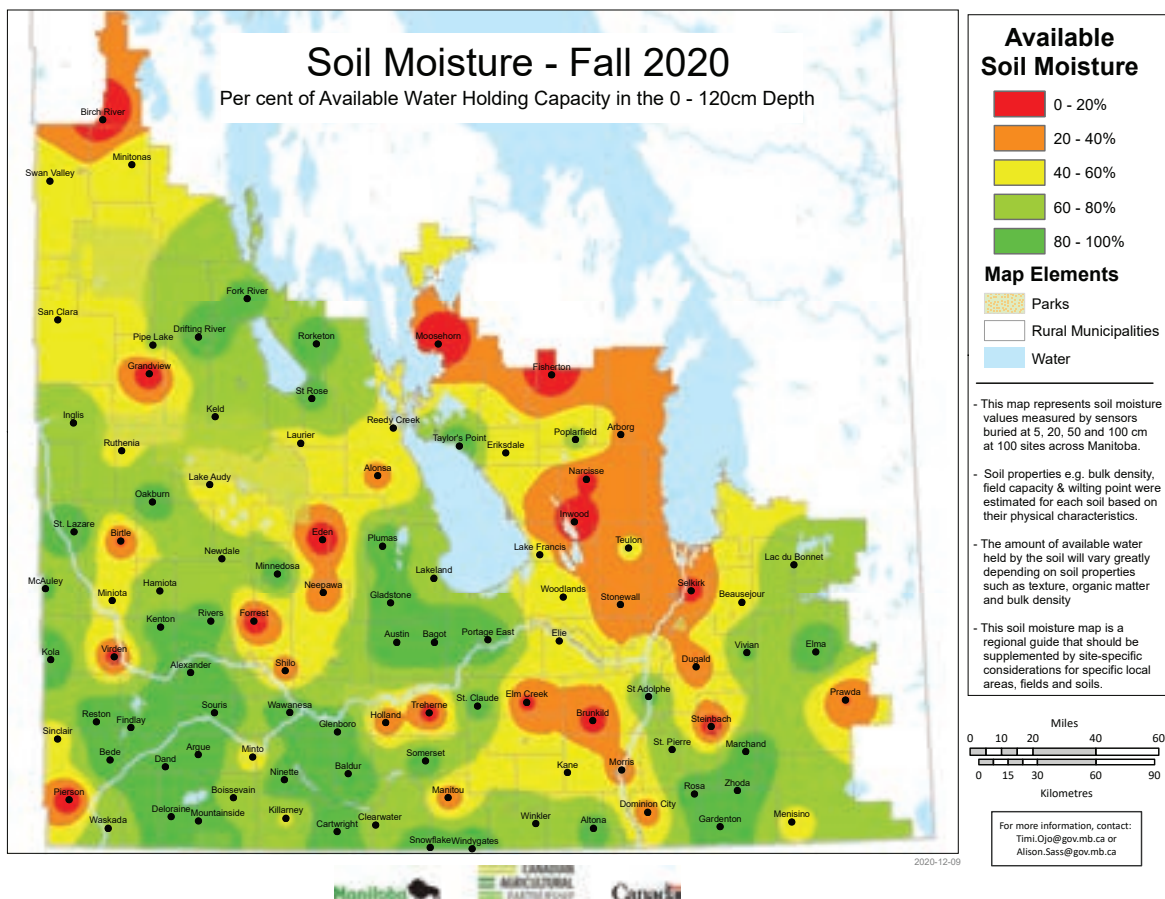 Soil Moisture - Fall 2020
Per cent of Available Water Holding Capacity in the 0 - 120cm Depth
Birch River
Minitonas
Swan Valley
Fork River
San Clara
Drifting River
Pipe Lake
Rorketon
Moosehorn
Grandview
Fisherton
St Rose
Inglis
Keld
Reedy Creek
Laurier
Ruthenia
Taylor's Point
Poplarfield
Arborg
Eriksdale
Lake Audy
Alonsa
Narcisse
Oakburn
Inwood
St. Lazare
Birtle
Eden
Plumas
Lake Francis
Teulon
Newdale
Lac du Bonnet
Minnedosa
Lakeland
McAuley
Hamiota
Neepawa
Selkirk
Miniota
Gladstone
Woodlands
Stonewall
Beausejour
Rivers
Forrest
Kenton
Austin
Bagot
Portage East
Elie
Vivian
Elma
Kola
Virden
Alexander
Shilo
Dugald
St Adolphe
Prawda
Reston
Findlay
Souris
Wawanesa
Glenboro
Holland
Treherne
St. Claude
Elm Creek
Brunkild
Steinbach
Sinclair
Argue
Minto
St. Pierre
Marchand
Bede
Dand
Somerset
Ninette
Baldur
Kane
Morris
Pierson
Boissevain
Manitou
Rosa
Zhoda
Deloraine
Mountainside
Killarney
Dominion City
Waskada
Cartwright
Clearwater
Winkler
Altona
Gardenton
Menisino
Snowflake
Windygates
Available
Soil Moisture
0 - 20%
20 - 40%
40 - 60%
60 - 80%
80 - 100%
Map Elements
Parks
Rural Municipalities
Water
- This map represents soil moisture
values measured by sensors
buried at 5, 20, 50 and 100 cm
at 100 sites across Manitoba.
- Soil properties e.g. bulk density,
field capacity & wilting point were
estimated for each soil based on
their physical characteristics.
- The amount of available water
held by the soil will vary greatly
depending on soil properties
such as texture, organic matter
and bulk density
- This soil moisture map is a
regional guide that should be
supplemented by site-specific
considerations for specific local
areas, fields and soils.
Miles
0 10 20 40 60
0 15 30 60 90
Kilometres
For more information, contact:
Timi.Ojo@gov.mb.ca or
Alison.Sass@gov.mb.ca
2020-12-09
Manitoba
CANADIAN
AGRICULTURAL
PARTNERSHIP
Canada